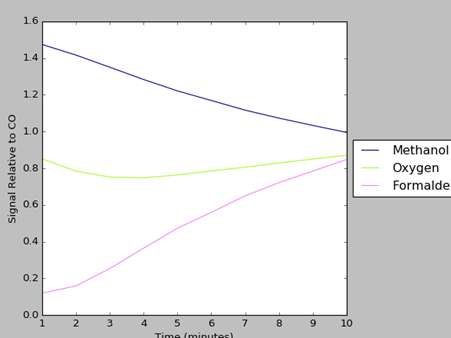 1.6
1.4
1.2
1.0
0.8
0.6
0.4
0.2
0.0
Signal Relative to CO
1 2 3 4 5 6 7 8 9 10
Time (minutes)
Methanol
Oxygen
Formalde